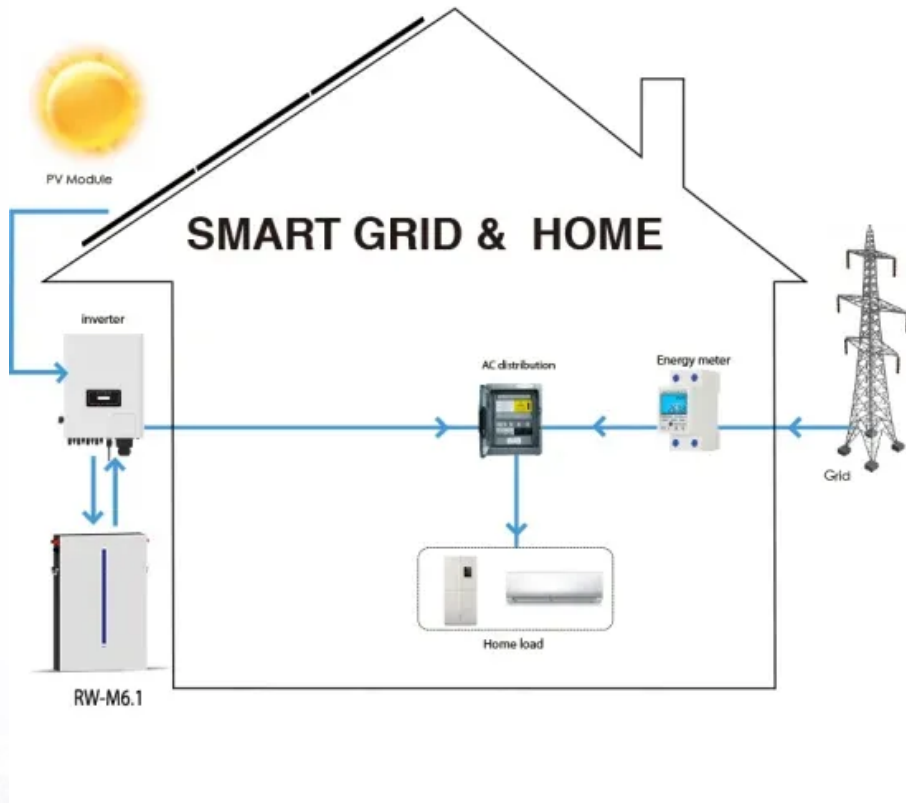 PV Module
SMART GRID & HOME
inverter
AC distribution
Energy meter
Grid
Home load
RW-M6.1